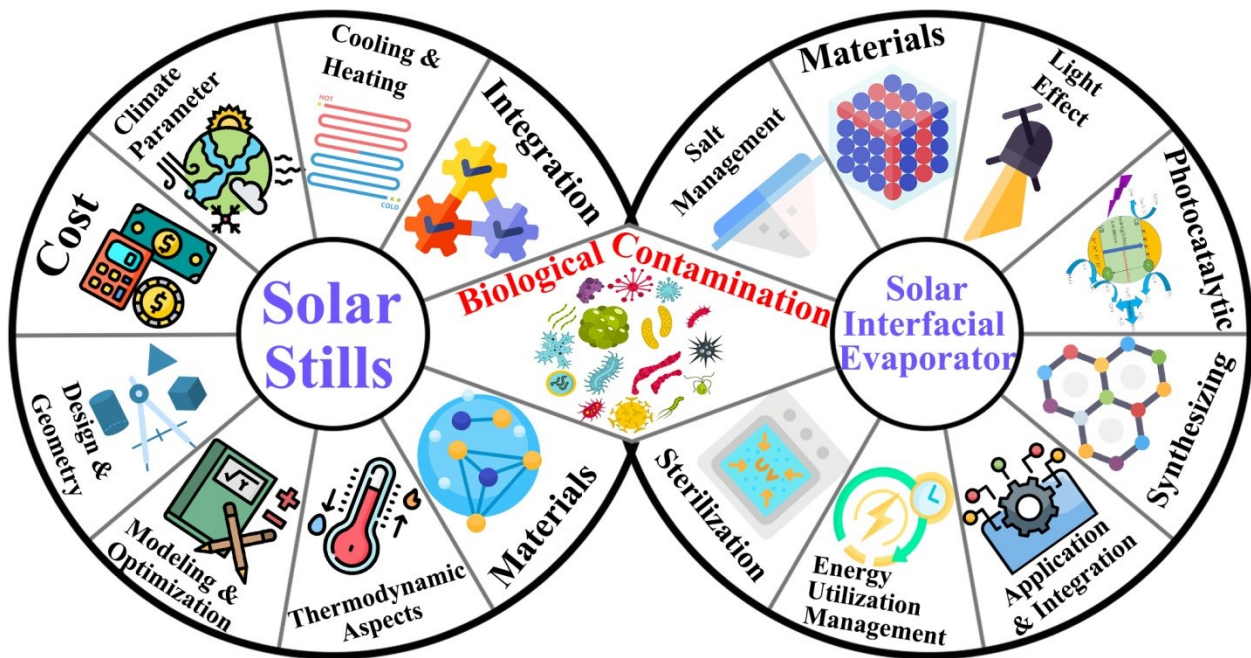 Cooling &
Heating
HOT
COLD
Integration
Climate
Parameter
Cost
Design &
Geometry
Modeling &
Optimization
Thermodynamic
Aspects
Materials
Solar
Stills
Biological Contamination
Salt
Management
Materials
Light
Effect
Photocatalytic
Synthesizing
Application
& Integration
Energy
Utilization
Management
Sterilization
UV
Solar
Interfacial
Evaporator